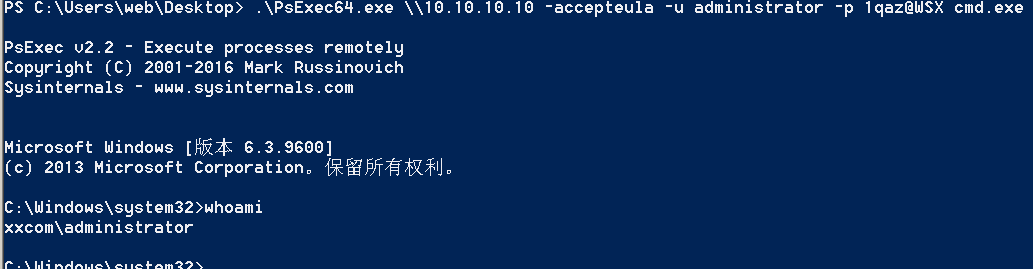 PS C:\Users\web\Desktop> .\PsExec64.exe \\10.10.10.10 -accepteula -u administrator -p 1qaz@WSX cmd.exe
PsExec v2.2 - Execute processes remotely
Copyright (C) 2001-2016 Mark Russinovich
Sysinternals - www.sysinternals.com
Microsoft Windows [版本 6.3.9600]
(c) 2013 Microsoft Corporation。保留所有权利。
C:\Windows\system32>whoami
xxcom\administrator
C:\Windows\system32>